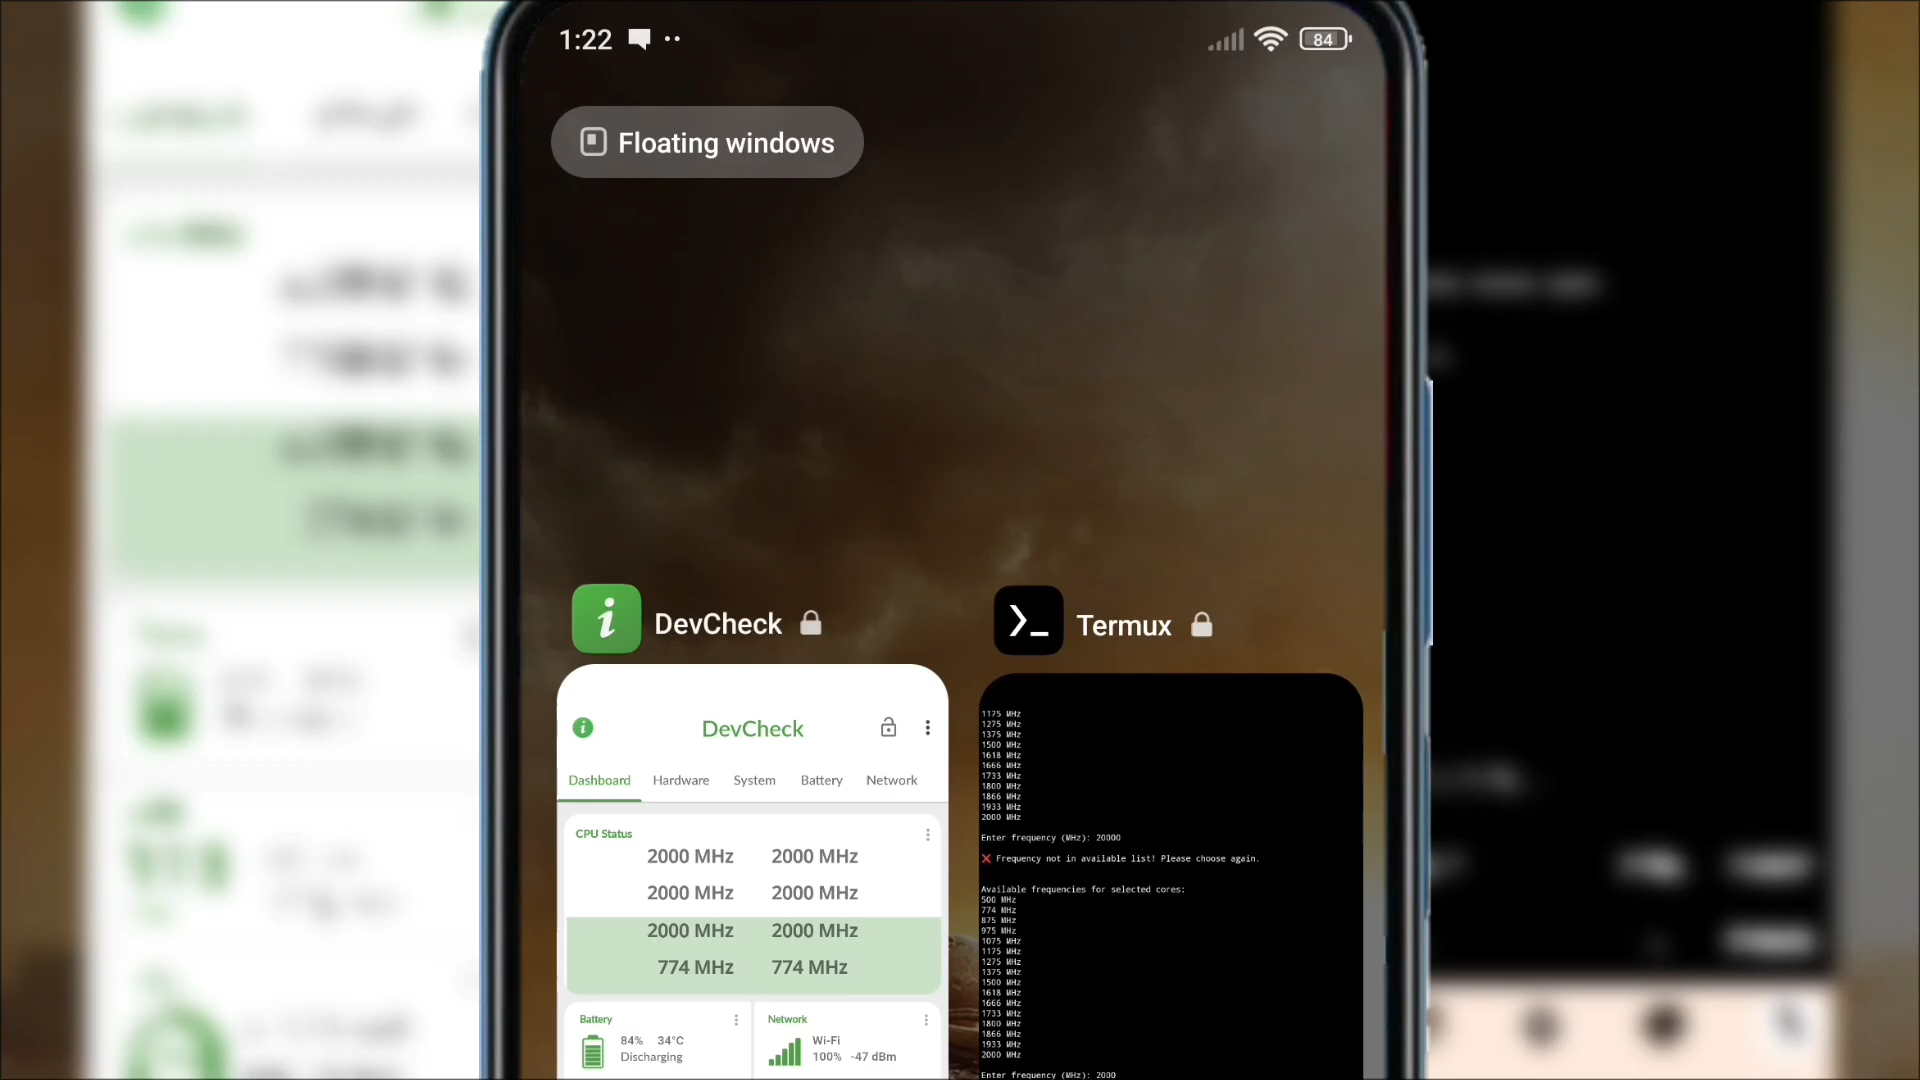 1:22
84
Floating windows
DevCheck
Termux
DevCheck
Dashboard Hardware System Battery Network
CPU Status
2000 MHz 2000 MHz
2000 MHz 2000 MHz
2000 MHz 2000 MHz
774 MHz 774 MHz
Battery
84% 34°C
Discharging
Network
Wi-Fi
100% -47 dBm
1175 MHz
1275 MHz
1375 MHz
1500 MHz
1618 MHz
1666 MHz
1733 MHz
1800 MHz
1866 MHz
1933 MHz
2000 MHz
Enter frequency (MHz): 20000
❌ Frequency not in available list! Please choose again.
Available frequencies for selected cores:
500 MHz
774 MHz
875 MHz
975 MHz
1075 MHz
1175 MHz
1275 MHz
1375 MHz
1500 MHz
1618 MHz
1666 MHz
1733 MHz
1800 MHz
1866 MHz
1933 MHz
2000 MHz
Enter frequency (MHz): 2000